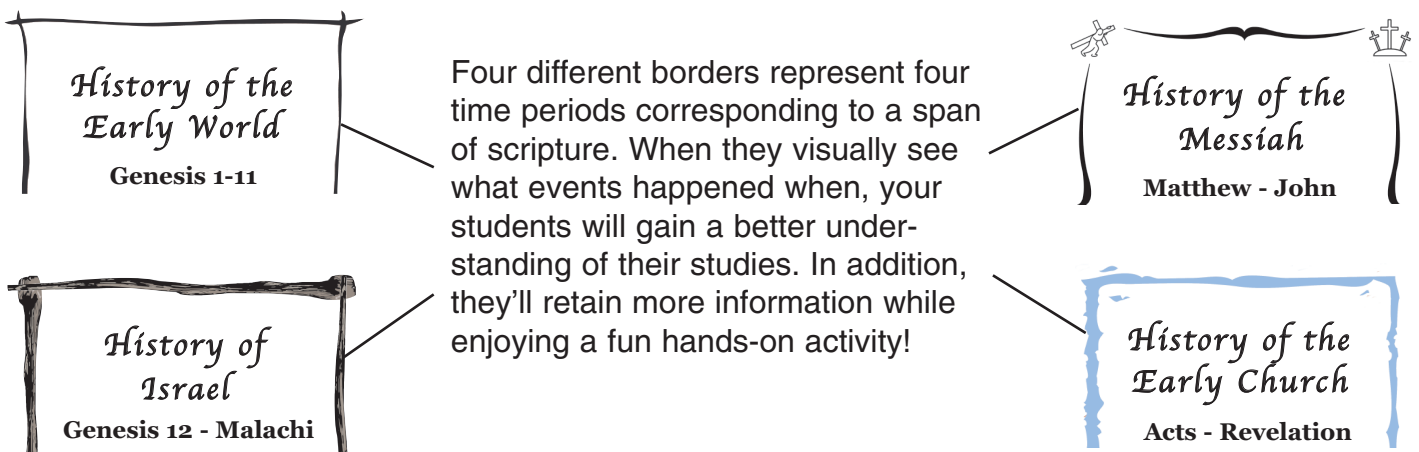 History of the
Early World
Genesis 1-11
History of
Israel
Genesis 12 - Malachi
Four different borders represent four
time periods corresponding to a span
of scripture. When they visually see
what events happened when, your
students will gain a better under-
standing of their studies. In addition,
they'll retain more information while
enjoying a fun hands-on activity!
History of the
Messiah
Matthew - John
History of the
Early Church
Acts - Revelation